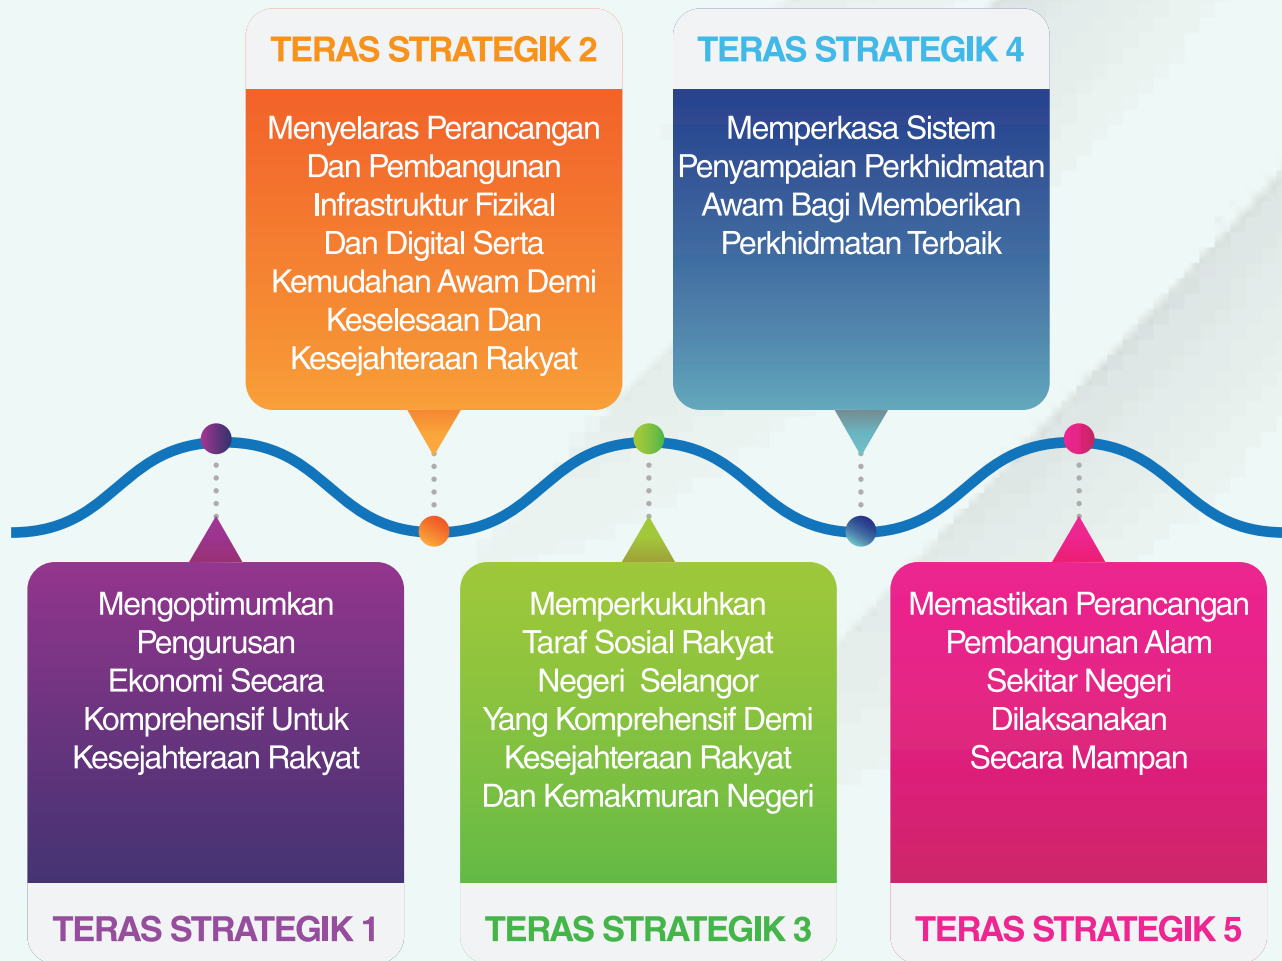 TERAS STRATEGIK 2
Menyelaras Perancangan
Dan Pembangunan
Infrastruktur Fizikal
Dan Digital Serta
Kemudahan Awam Demi
Keselesaan Dan
Kesejahteraan Rakyat
TERAS STRATEGIK 4
Memperkasa Sistem
Penyampaian Perkhidmatan
Awam Bagi Memberikan
Perkhidmatan Terbaik
Mengoptimumkan
Pengurusan
Ekonomi Secara
Komprehensif Untuk
Kesejahteraan Rakyat
TERAS STRATEGIK 1
Memperkukuhkan
Taraf Sosial Rakyat
Negeri Selangor
Yang Komprehensif Demi
Kesejahteraan Rakyat
Dan Kemakmuran Negeri
TERAS STRATEGIK 3
Memastikan Perancangan
Pembangunan Alam
Sekitar Negeri
Dilaksanakan
Secara Mampan
TERAS STRATEGIK 5